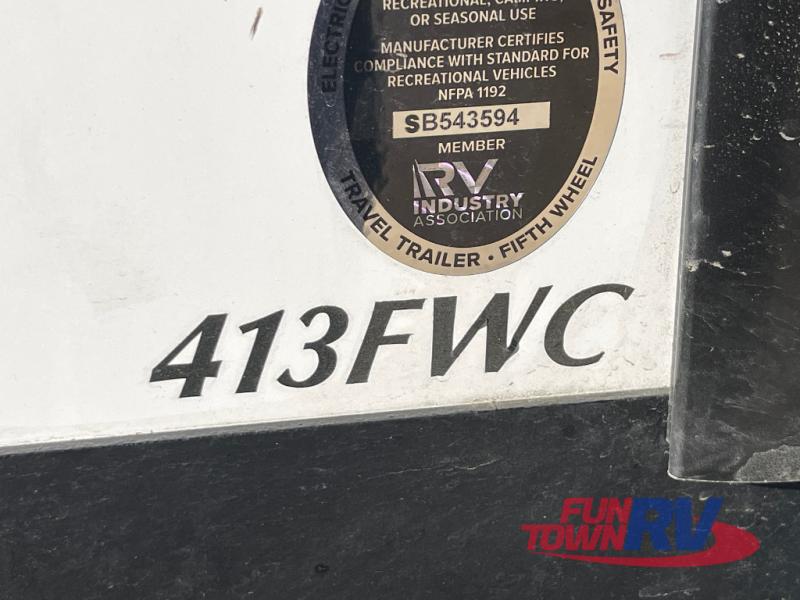 RECREATIONAL, CAMPING,
OR SEASONAL USE
MANUFACTURER CERTIFIES
COMPLIANCE WITH STANDARD FOR
RECREATIONAL VEHICLES
NFPA 1192
SB543594
MEMBER
RV
INDUSTRY
ASSOCIATION
ELECTRIC
SAFETY
TRAVEL TRAILER • FIFTH WHEEL
413FWC
FUN
TOWN
RV